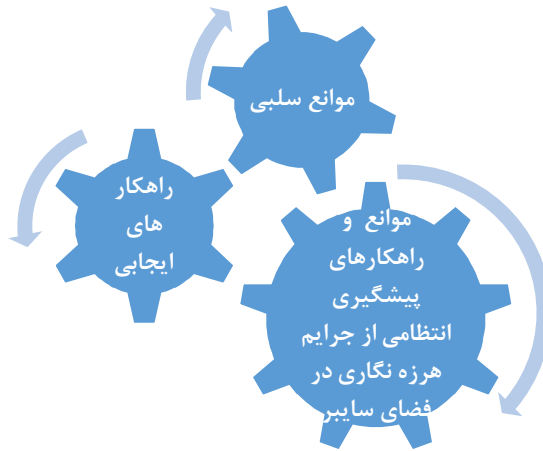 موانع سلبی
راهکار
های
ایجابی
موانع و
راهکارهای
پیشگیری
انتظامی از جرایم
هرزه نگاری در
فضای سایبر